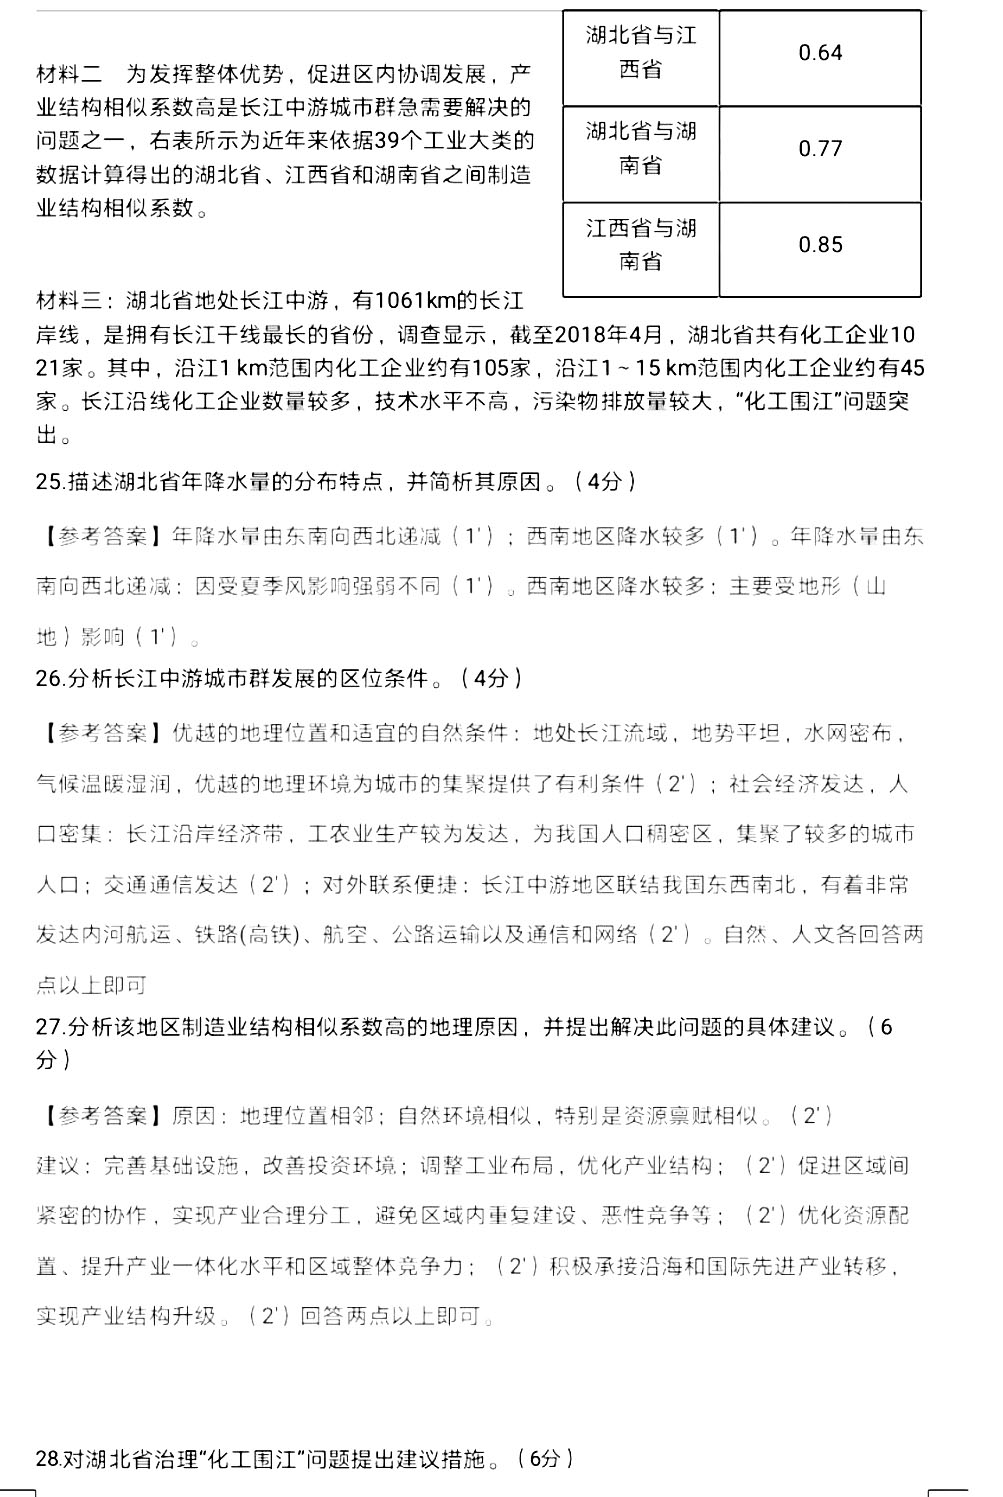 湖北省与江
西省
0.64
材料二 为发挥整体优势，促进区内协调发展，产
业结构相似系数高是长江中游城市群急需要解决的
问题之一，右表所示为近年来依据39个工业大类的
数据计算得出的湖北省、江西省和湖南省之间制造
业结构相似系数。
湖北省与湖
南省
0.77
江西省与湖
南省
0.85
材料三：湖北省地处长江中游，有1061km的长江
岸线，是拥有长江干线最长的省份，调查显示，截至2018年4月，湖北省共有化工企业10
21家。其中，沿江1 km范围内化工企业约有105家，沿江1 ~ 15 km范围内化工企业约有45
家。长江沿线化工企业数量较多，技术水平不高，污染物排放量较大，“化工围江”问题突
出。
25.描述湖北省年降水量的分布特点，并简析其原因。（4分）
【参考答案】年降水量由东南向西北递减（1'）；西南地区降水较多（1'）。年降水量由东
南向西北递减：因受夏季风影响强弱不同（1'）。西南地区降水较多：主要受地形（山
地）影响（1'）。
26.分析长江中游城市群发展的区位条件。（4分）
【参考答案】优越的地理位置和适宜的自然条件：地处长江流域，地势平坦，水网密布，
气候温暖湿润，优越的地理环境为城市的集聚提供了有利条件（2'）；社会经济发达，人
口密集：长江沿岸经济带，工农业生产较为发达，为我国人口稠密区，集聚了较多的城市
人口；交通通信发达（2'）；对外联系便捷：长江中游地区联结我国东西南北，有着非常
发达内河航运、铁路(高铁)、航空、公路运输以及通信和网络（2'）。自然、人文各回答两
点以上即可
27.分析该地区制造业结构相似系数高的地理原因，并提出解决此问题的具体建议。（6
分）
【参考答案】原因：地理位置相邻；自然环境相似，特别是资源禀赋相似。（2'）
建议：完善基础设施，改善投资环境；调整工业布局，优化产业结构；（2'）促进区域间
紧密的协作，实现产业合理分工，避免区域内重复建设、恶性竞争等；（2'）优化资源配
置、提升产业一体化水平和区域整体竞争力；（2'）积极承接沿海和国际先进产业转移，
实现产业结构升级。（2'）回答两点以上即可。
28.对湖北省治理“化工围江”问题提出建议措施。（6分）